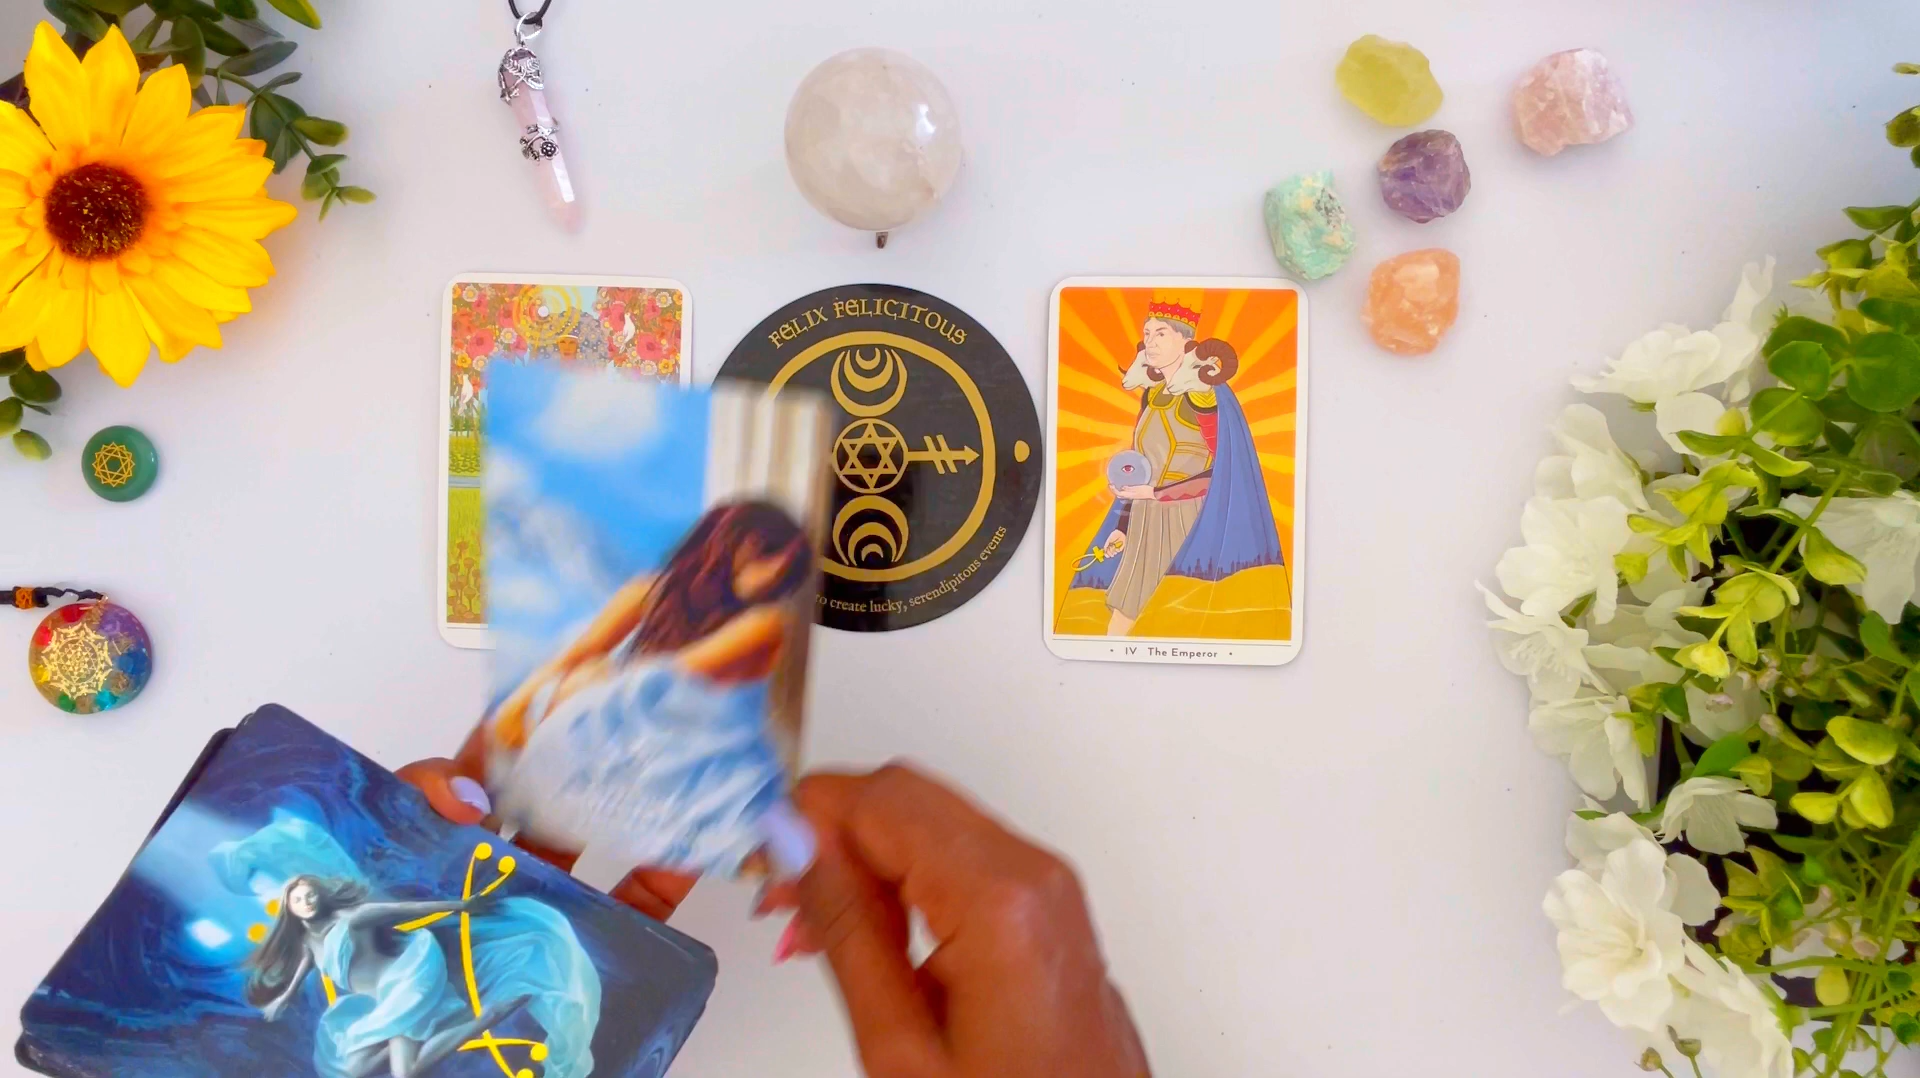 FELIX FELICITOUS
to create lucky, serendipitous events
• IV The Emperor •